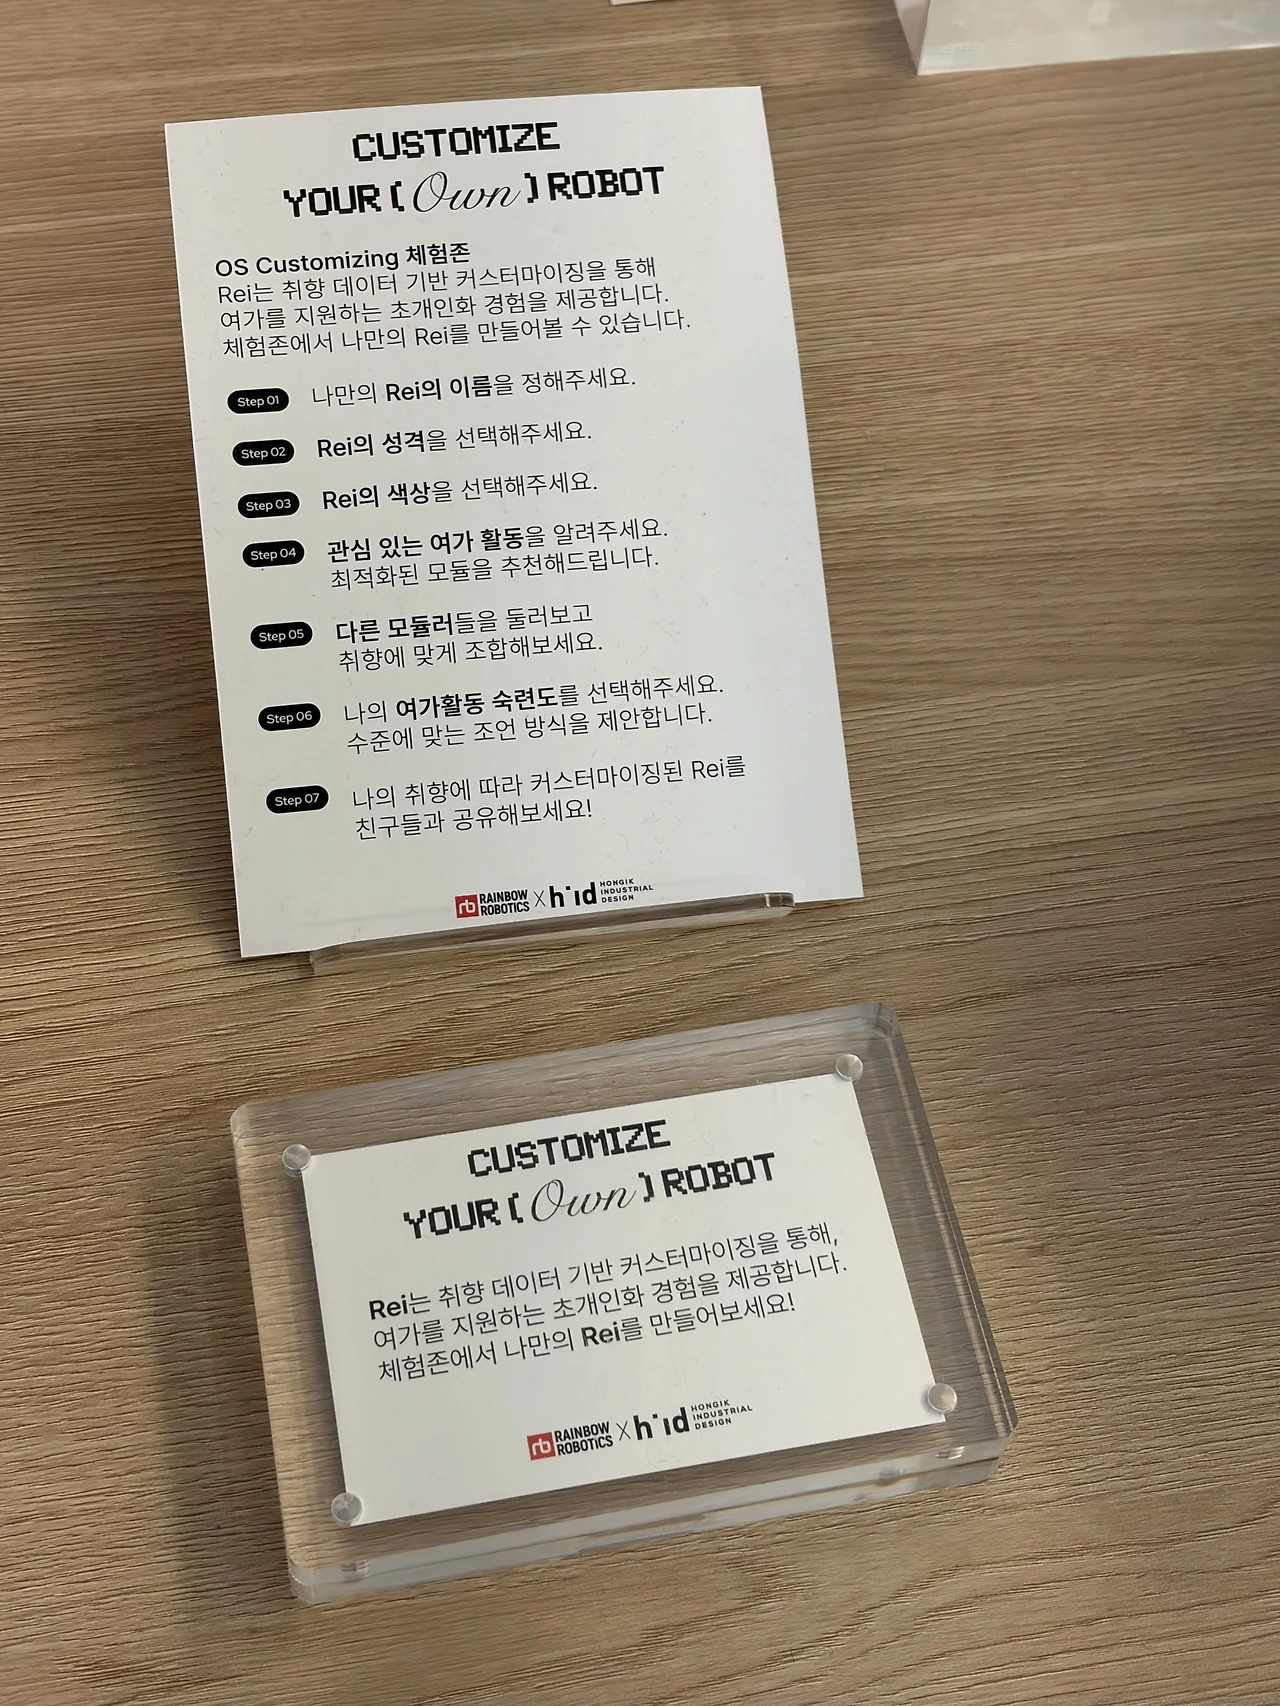 CUSTOMIZE
YOUR [ Own ] ROBOT
OS Customizing 체험존
Rei는 취향 데이터 기반 커스터마이징을 통해
여가를 지원하는 초개인화 경험을 제공합니다.
체험존에서 나만의 Rei를 만들어볼 수 있습니다.
Step 01 나만의 Rei의 이름을 정해주세요.
Step 02 Rei의 성격을 선택해주세요.
Step 03 Rei의 색상을 선택해주세요.
Step 04 관심 있는 여가 활동을 알려주세요.
최적화된 모듈을 추천해드립니다.
Step 05 다른 모듈러들을 둘러보고
취향에 맞게 조합해보세요.
Step 06 나의 여가활동 숙련도를 선택해주세요.
수준에 맞는 조언 방식을 제안합니다.
Step 07 나의 취향에 따라 커스터마이징된 Rei를
친구들과 공유해보세요!
rb RAINBOW ROBOTICS X hiid HONGIK INDUSTRIAL DESIGN
CUSTOMIZE
YOUR [ Own ] ROBOT
Rei는 취향 데이터 기반 커스터마이징을 통해,
여가를 지원하는 초개인화 경험을 제공합니다.
체험존에서 나만의 Rei를 만들어보세요!
rb RAINBOW ROBOTICS X hiid HONGIK INDUSTRIAL DESIGN